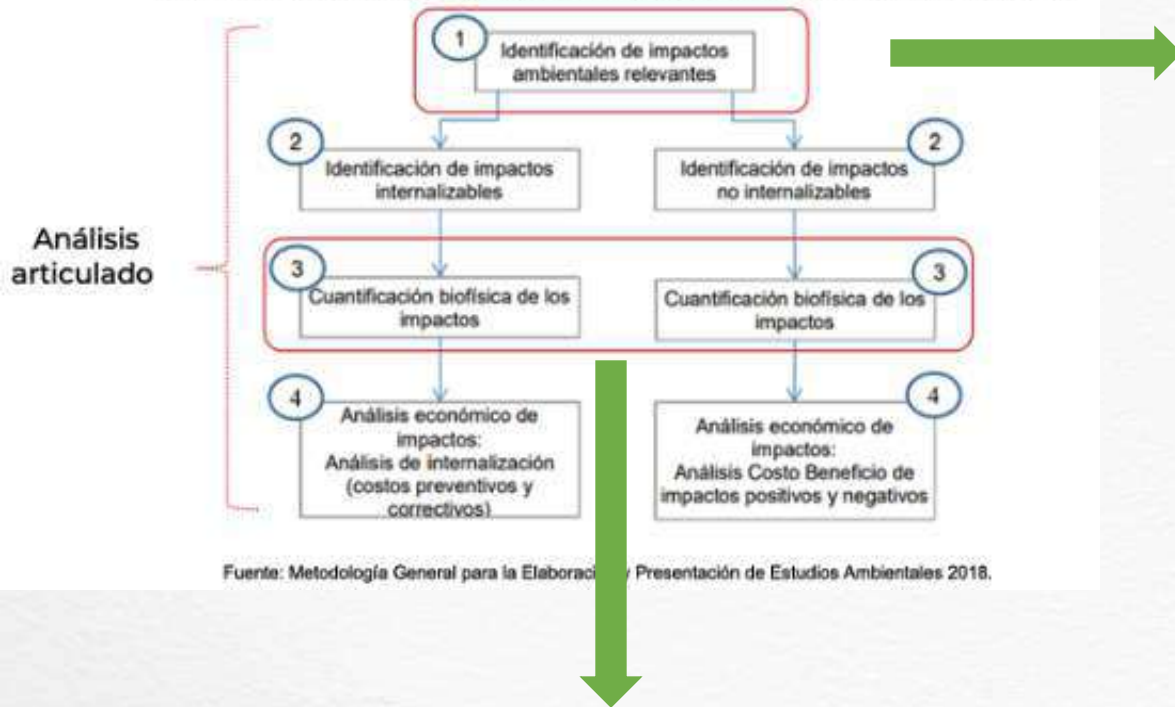 1
Identificación de impactos
ambientales relevantes
2
Identificación de impactos
internalizables
2
Identificación de impactos
no internalizables
Análisis
articulado
3
Cuantificación biofísica de los
impactos
3
Cuantificación biofísica de los
impactos
4
Análisis económico de
impactos:
Análisis de internalización
(costos preventivos y
correctivos)
4
Análisis económico de
impactos:
Análisis Costo Beneficio de
impactos positivos y negativos
Fuente: Metodología General para la Elaboración y Presentación de Estudios Ambientales 2018.